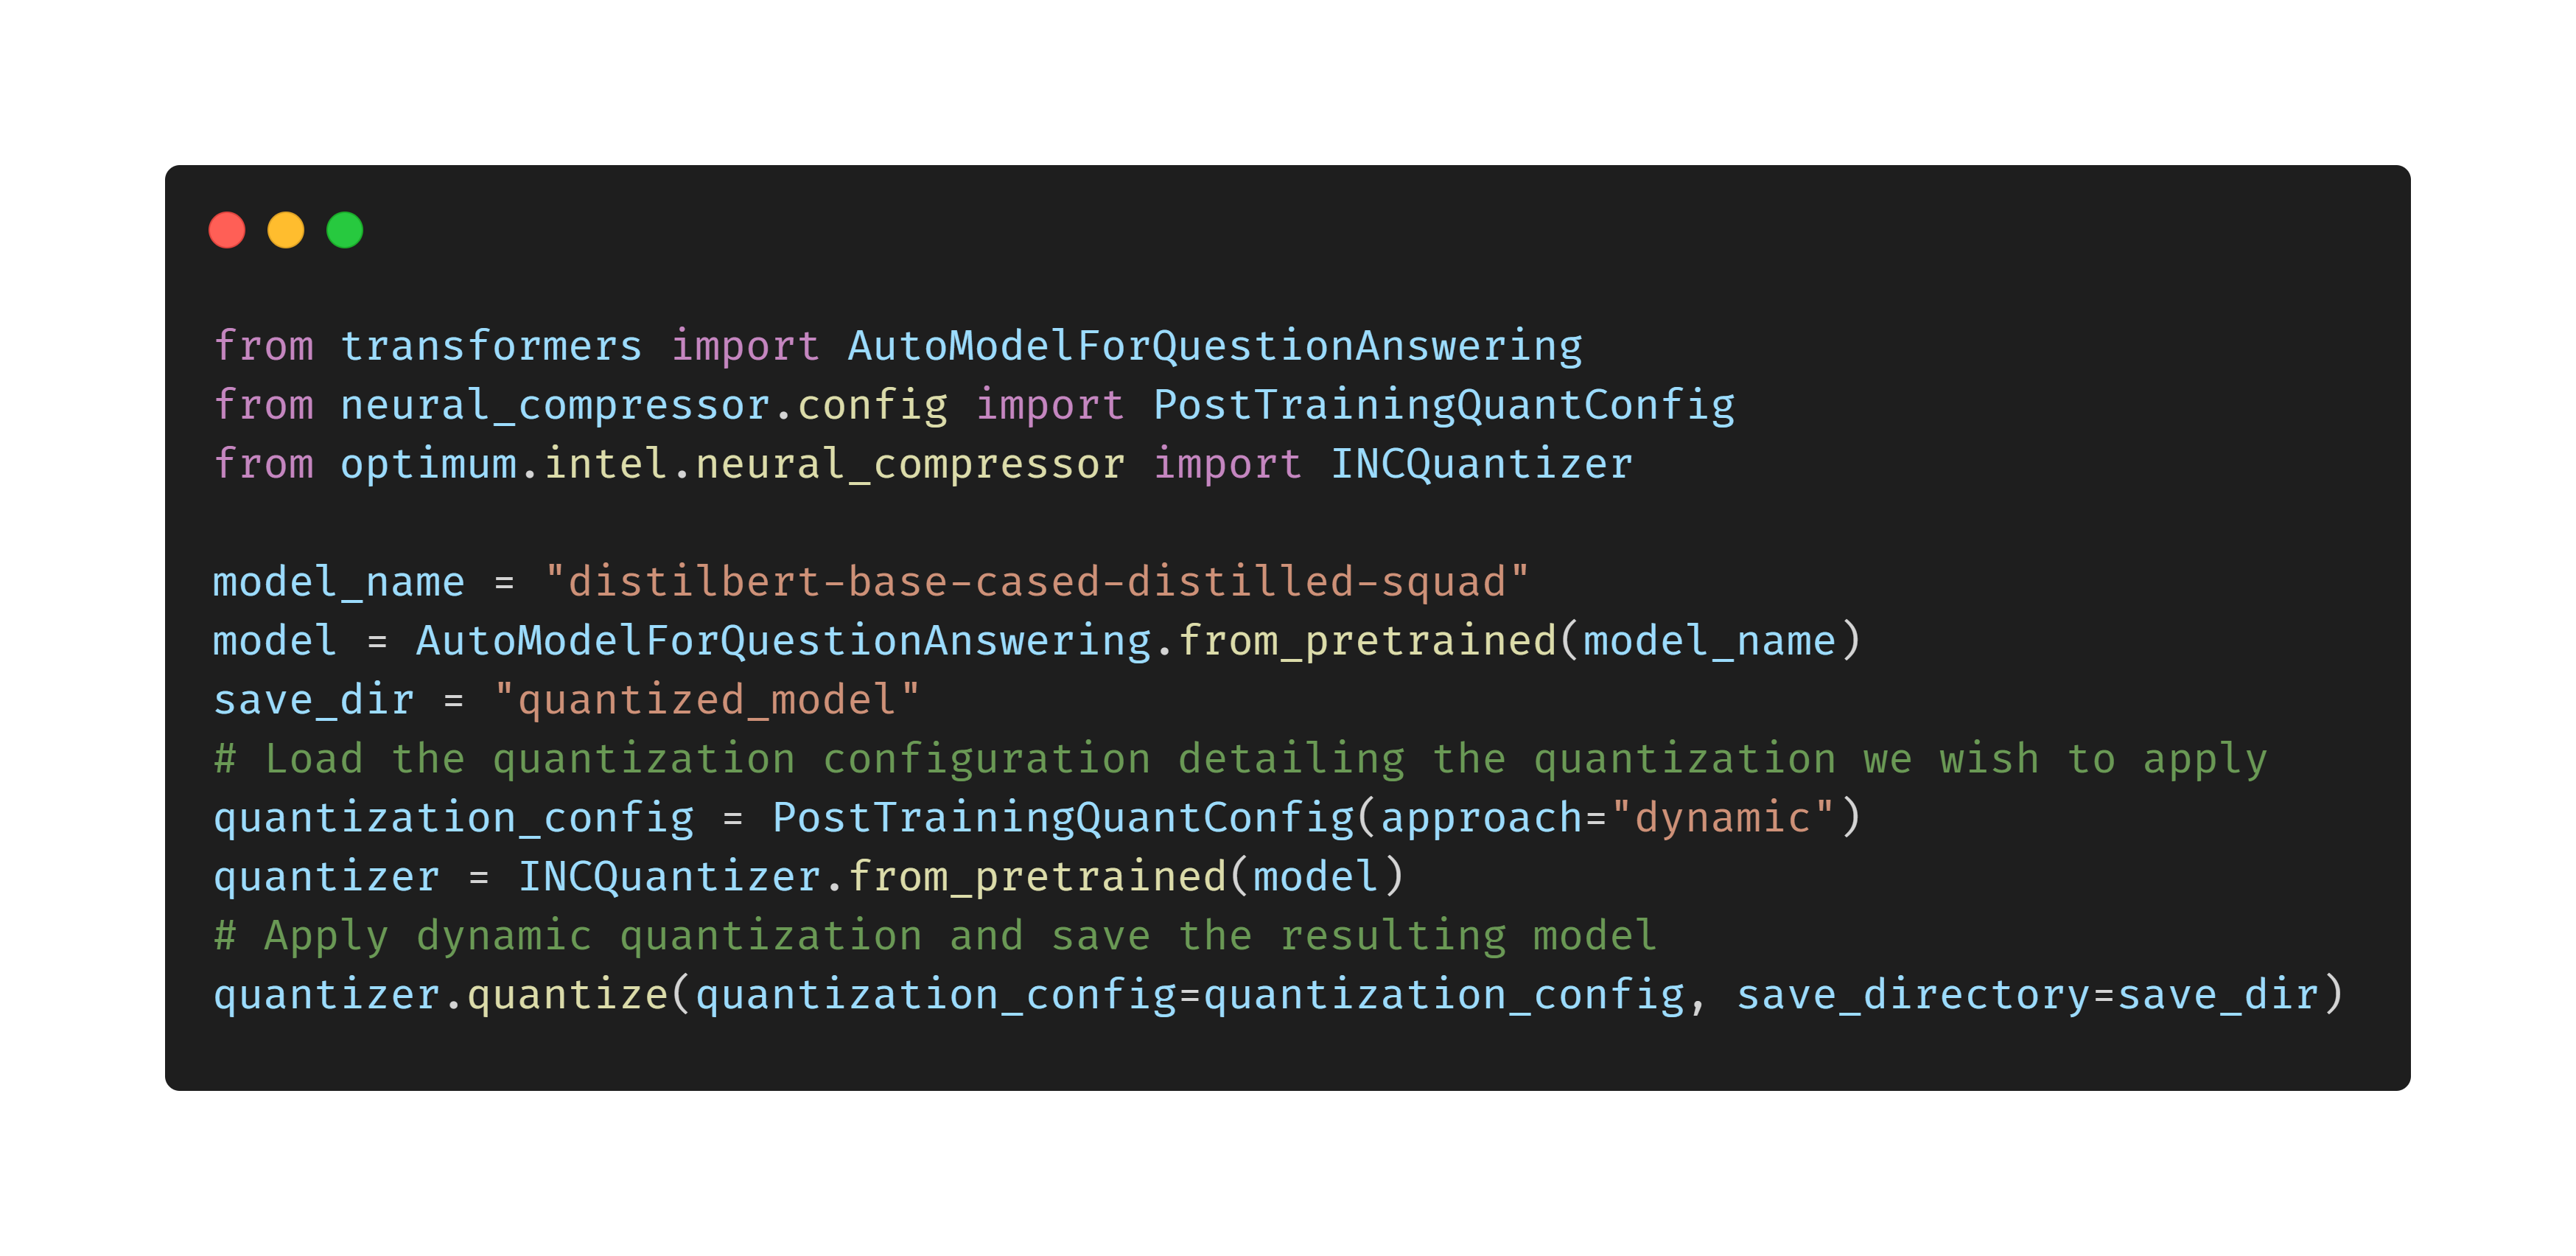 from transformers import AutoModelForQuestionAnswering
from neural_compressor.config import PostTrainingQuantConfig
from optimum.intel.neural_compressor import INCQuantizer
model_name = "distilbert-base-cased-distilled-squad"
model = AutoModelForQuestionAnswering.from_pretrained(model_name)
save_dir = "quantized_model"
# Load the quantization configuration detailing the quantization we wish to apply
quantization_config = PostTrainingQuantConfig(approach="dynamic")
quantizer = INCQuantizer.from_pretrained(model)
# Apply dynamic quantization and save the resulting model
quantizer.quantize(quantization_config=quantization_config, save_directory=save_dir)